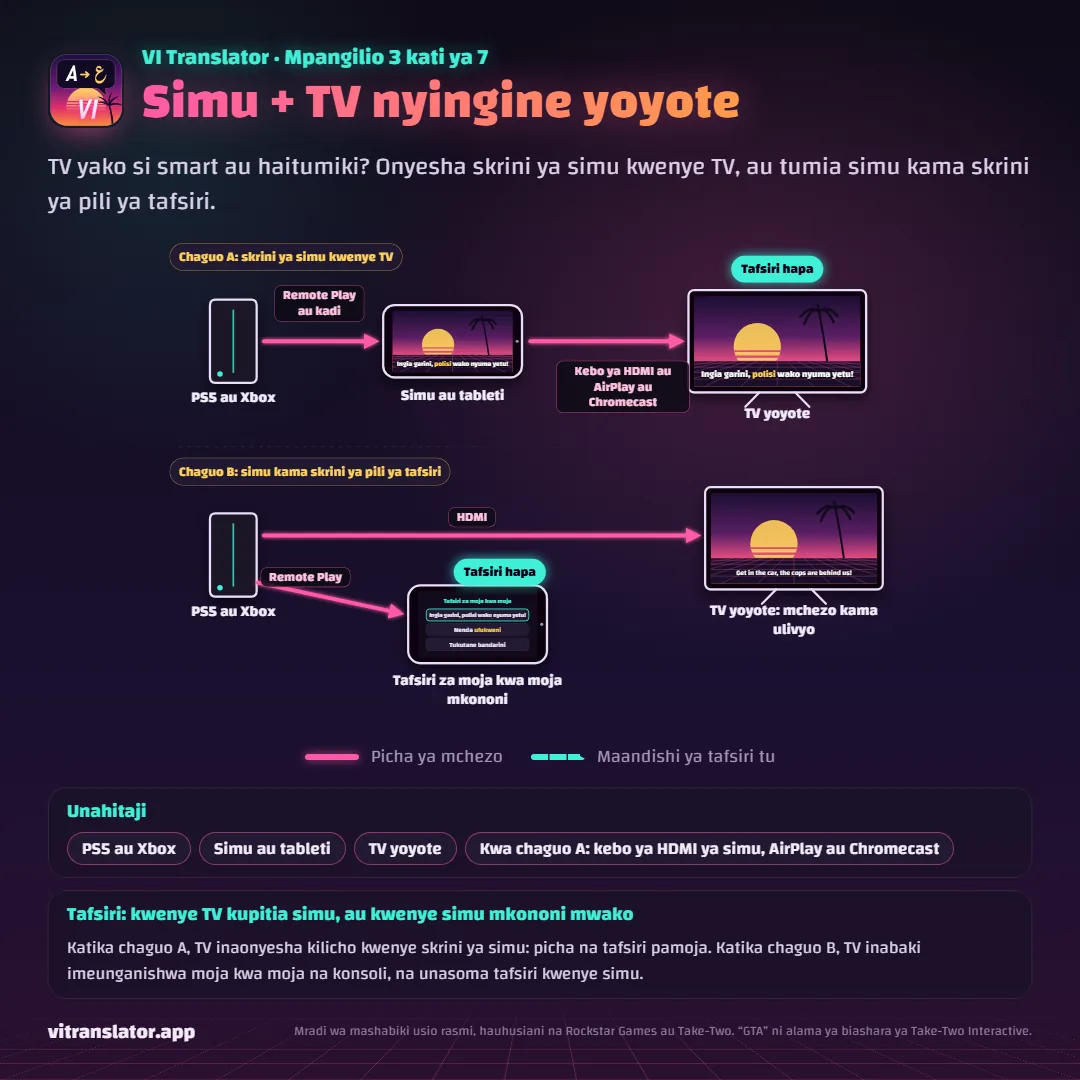 A→ع
VI
VI Translator · Mpangilio 3 kati ya 7
Simu + TV nyingine yoyote
TV yako si smart au haitumiki? Onyesha skrini ya simu kwenye TV, au tumia simu kama skrini
ya pili ya tafsiri.
Chaguo A: skrini ya simu kwenye TV
Tafsiri hapa
Remote Play
au kadi
Ingia garini, polisi wako nyuma yetu!
Ingia garini, polisi wako nyuma yetu!
Kebo ya HDMI au
AirPlay au
Chromecast
PS5 au Xbox
Simu au tableti
TV yoyote
Chaguo B: simu kama skrini ya pili ya tafsiri
HDMI
Remote Play
Tafsiri hapa
Get in the car, the cops are behind us!
Tafsiri za moja kwa moja
Ingia garini, polisi wako nyuma yetu!
Nenda ufukweni
Tukutane bandarini
PS5 au Xbox
TV yoyote: mchezo kama
ulivyo
Tafsiri za moja kwa moja
mkononi
Picha ya mchezo
Maandishi ya tafsiri tu
Unahitaji
PS5 au Xbox
Simu au tableti
TV yoyote
Kwa chaguo A: kebo ya HDMI ya simu, AirPlay au Chromecast
Tafsiri: kwenye TV kupitia simu, au kwenye simu mkononi mwako
Katika chaguo A, TV inaonyesha kilicho kwenye skrini ya simu: picha na tafsiri pamoja. Katika chaguo B, TV inabaki
imeunganishwa moja kwa moja na konsoli, na unasoma tafsiri kwenye simu.
vitranslator.app
Mradi wa mashabiki usio rasmi, hauhusiani na Rockstar Games au Take-Two. “GTA” ni alama ya biashara ya Take-Two Interactive.